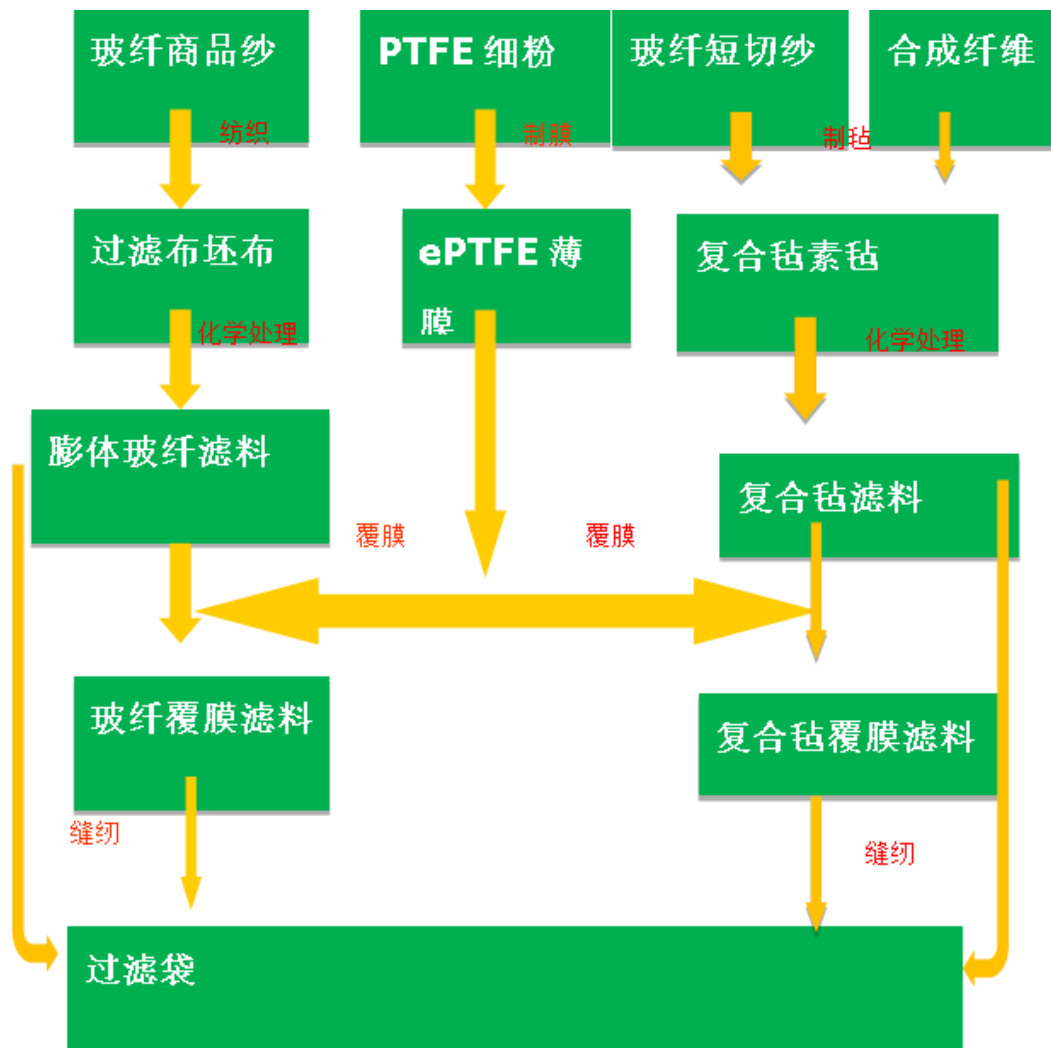 玻纤商品纱
PTFE 细粉
玻纤短切纱
合成纤维
纺织
制膜
制毡
过滤布坯布
ePTFE 薄
膜
复合毡素毡
化学处理
化学处理
膨体玻纤滤料
复合毡滤料
覆膜
覆膜
玻纤覆膜滤料
复合毡覆膜滤料
缝纫
缝纫
过滤袋